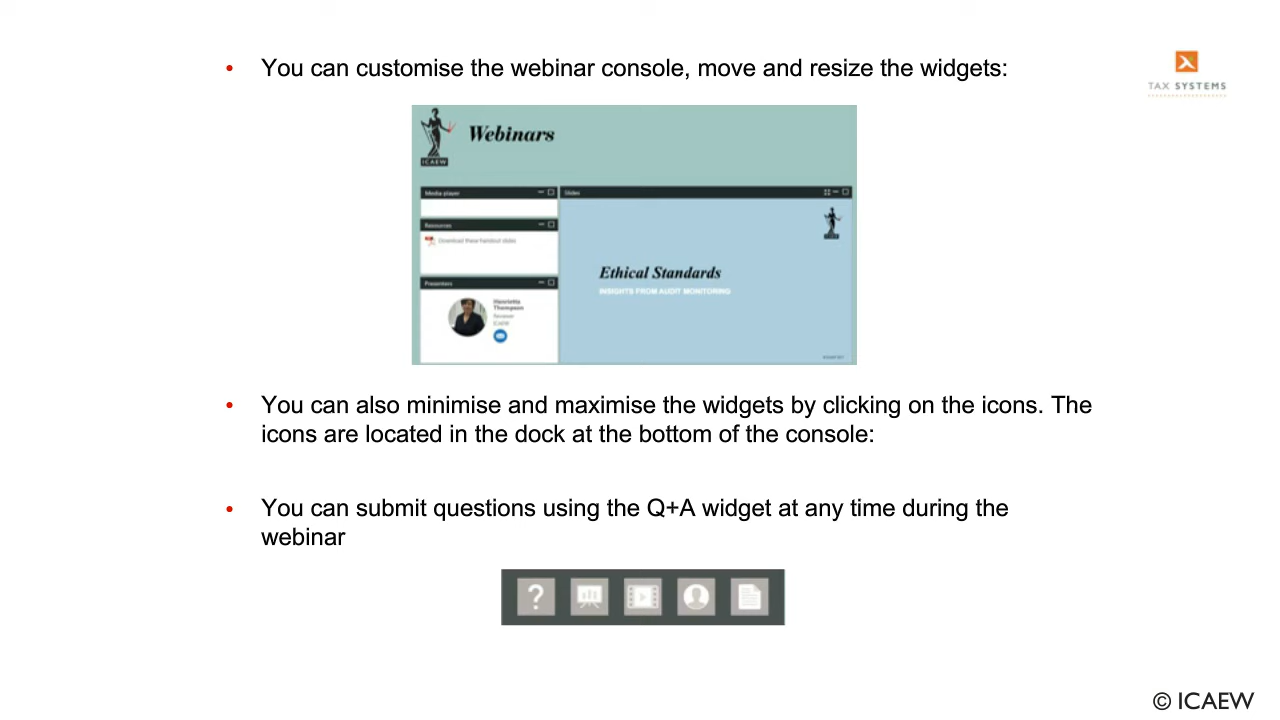 • You can customise the webinar console, move and resize the widgets:
TAX SYSTEMS
Webinars
ICAEW
Media player
Slides
Resources
Download these handout slides
Presenters
Henrietta
Thompson
Reviewer
ICAEW
Ethical Standards
INSIGHTS FROM AUDIT MONITORING
• You can also minimise and maximise the widgets by clicking on the icons. The
icons are located in the dock at the bottom of the console:
• You can submit questions using the Q+A widget at any time during the
webinar
?
© ICAEW